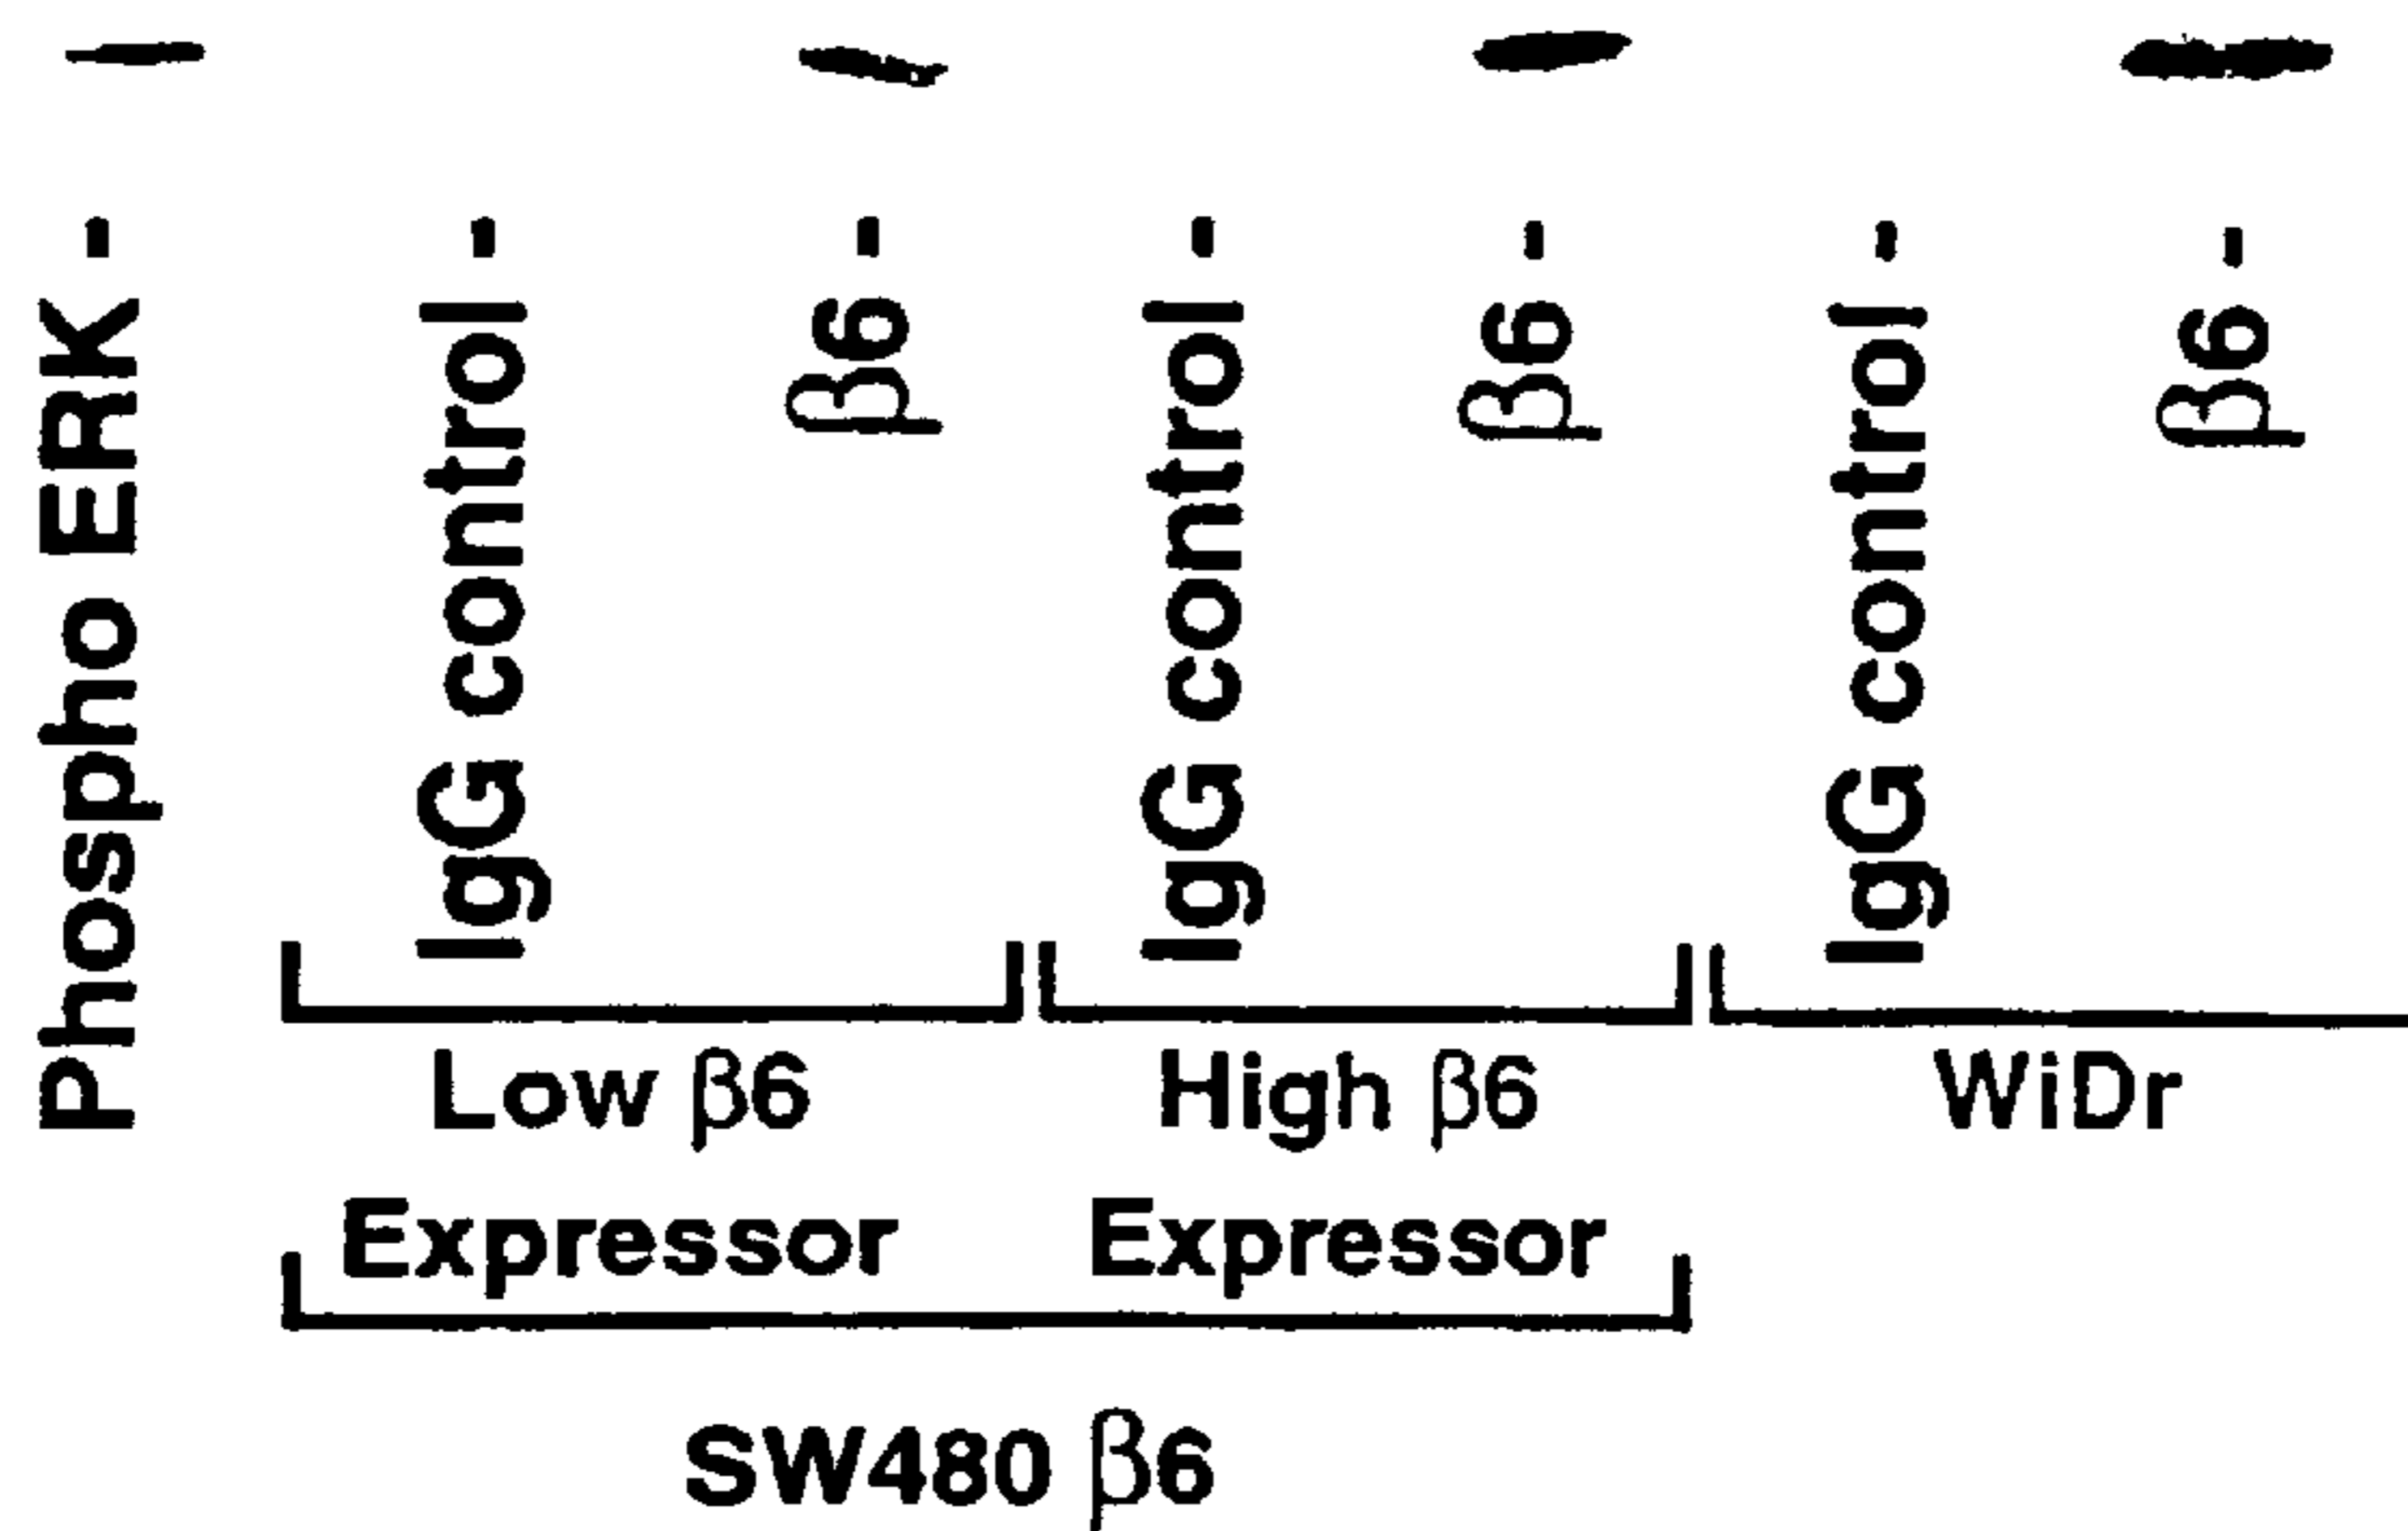 Phospho ERK -
IgG control -
β6 -
IgG control -
β6 -
IgG control -
β6 -
Low β6 Expressor
High β6 Expressor
WiDr
SW480 β6